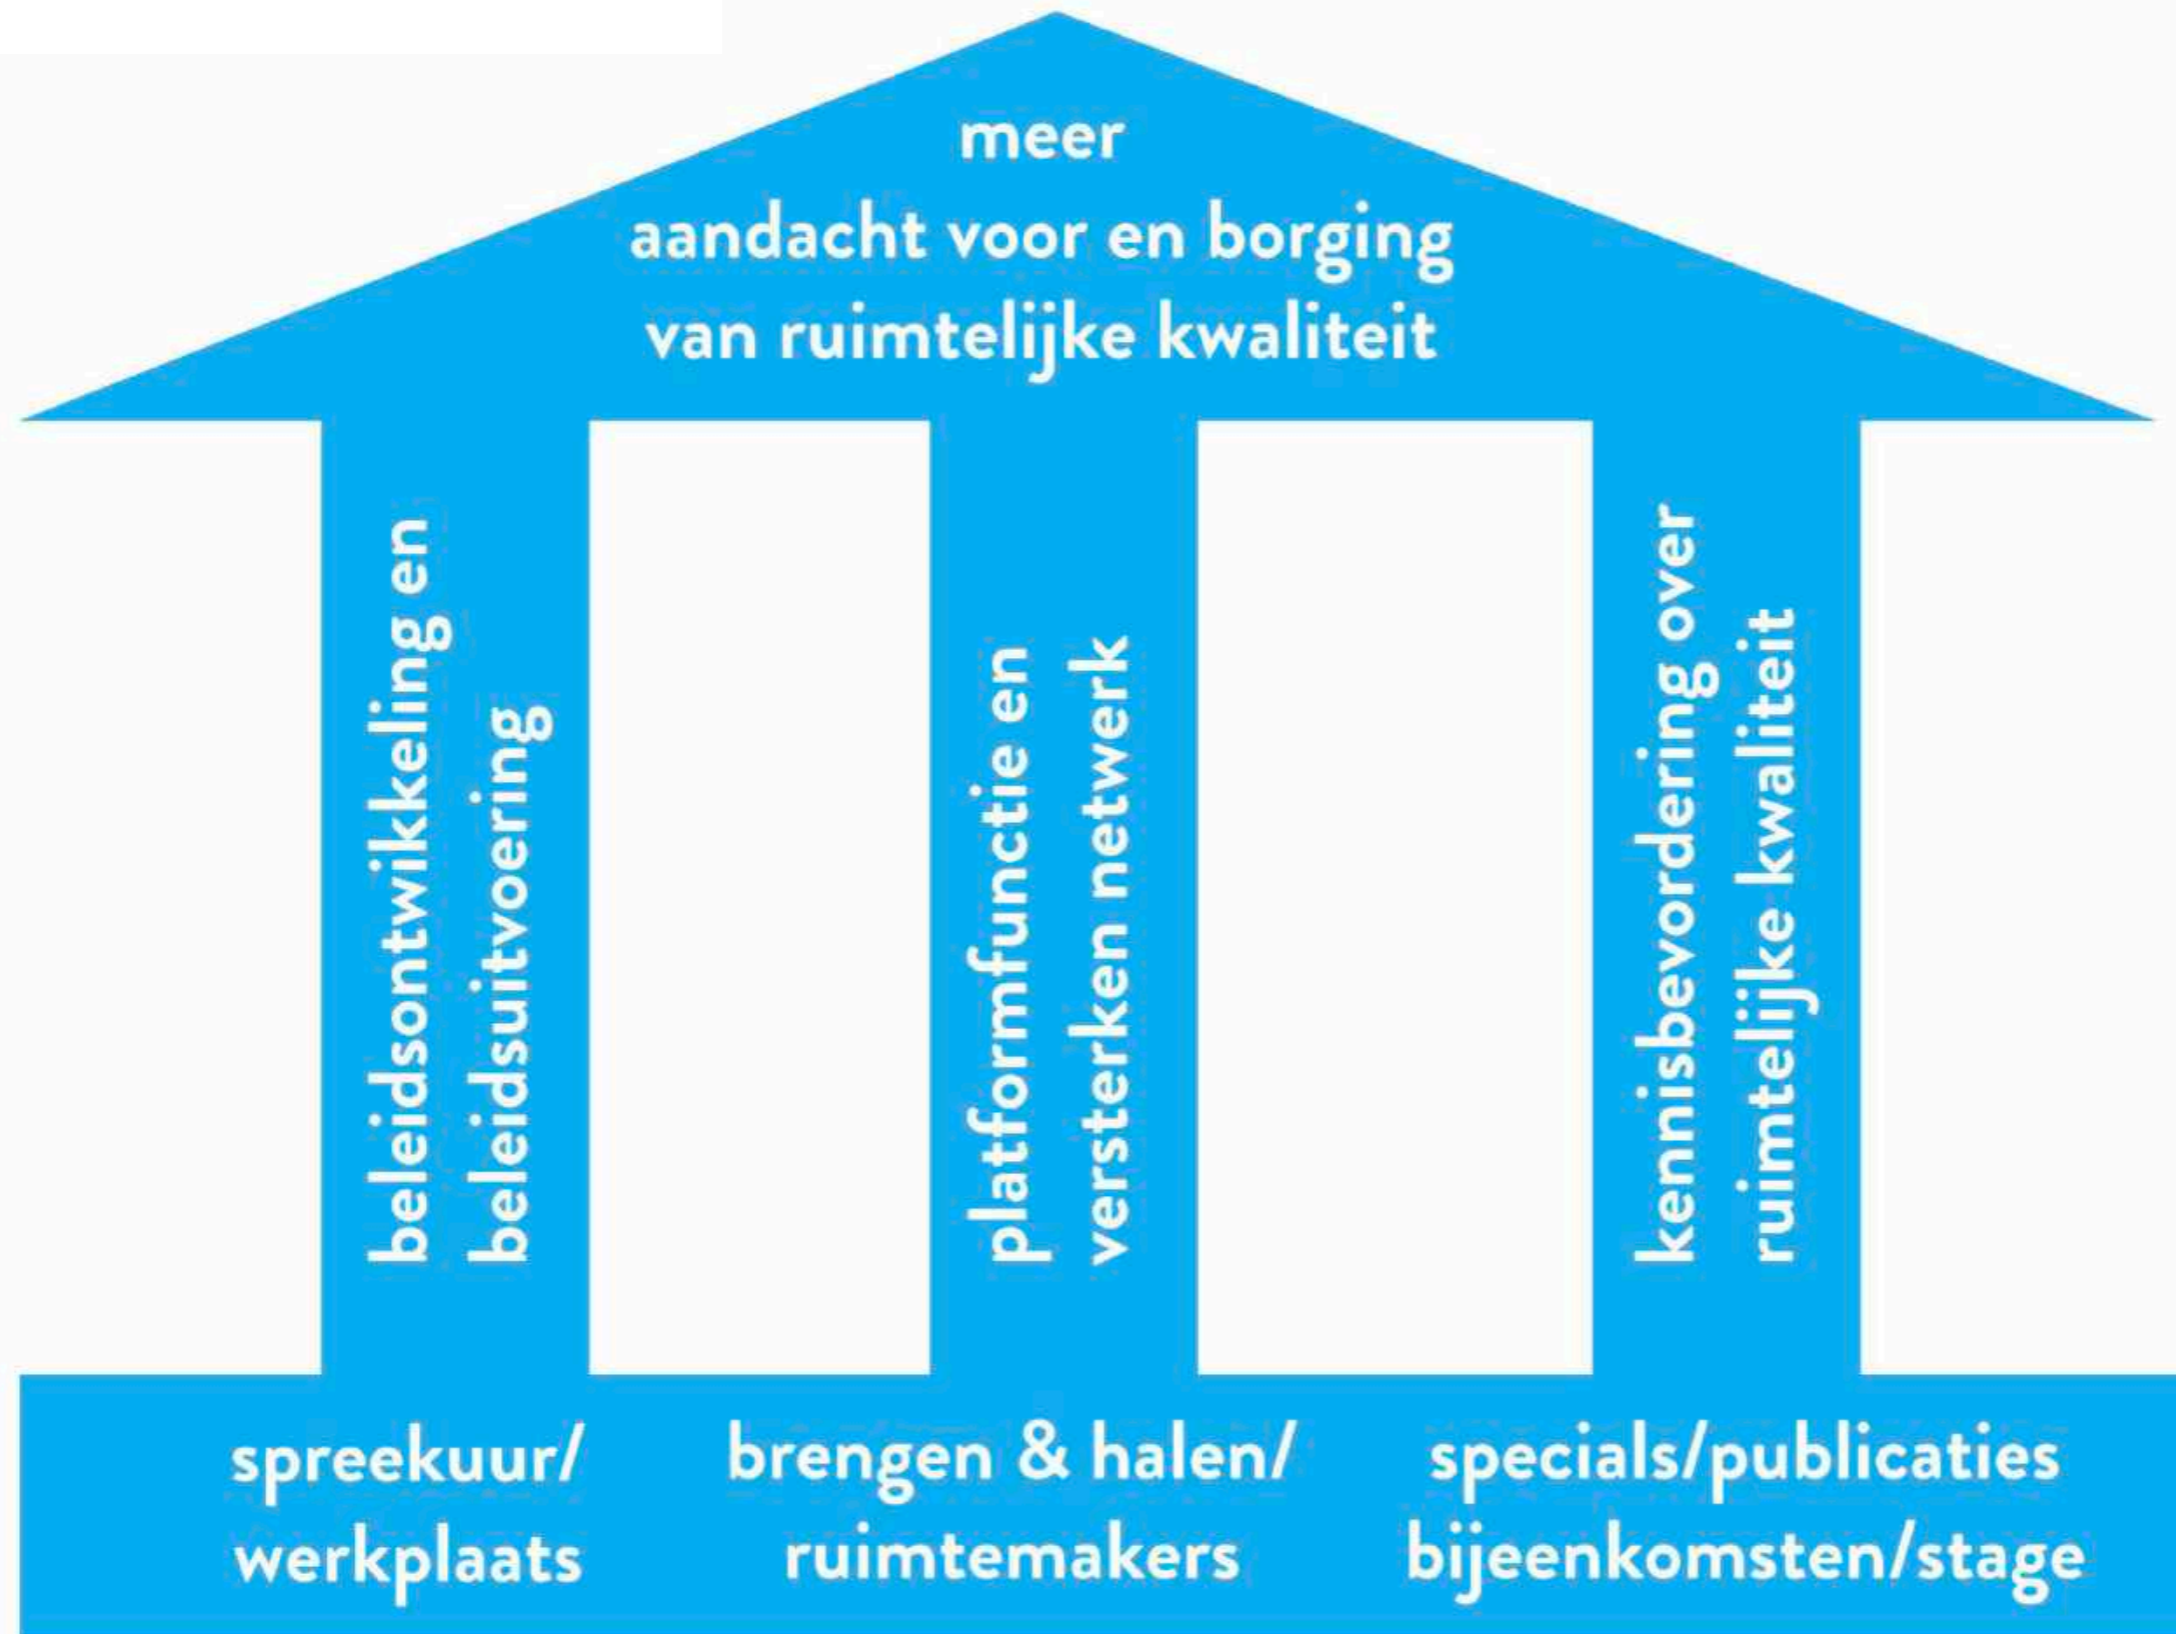 meer
aandacht voor en borging
van ruimtelijke kwaliteit
beleidsontwikkeling en
beleidsuitvoering
platformfunctie en
versterken netwerk
kennisbevordering over
ruimtelijke kwaliteit
spreekuur/
werkplaats
brengen & halen/
ruimtemakers
specials/publicaties
bijeenkomsten/stage